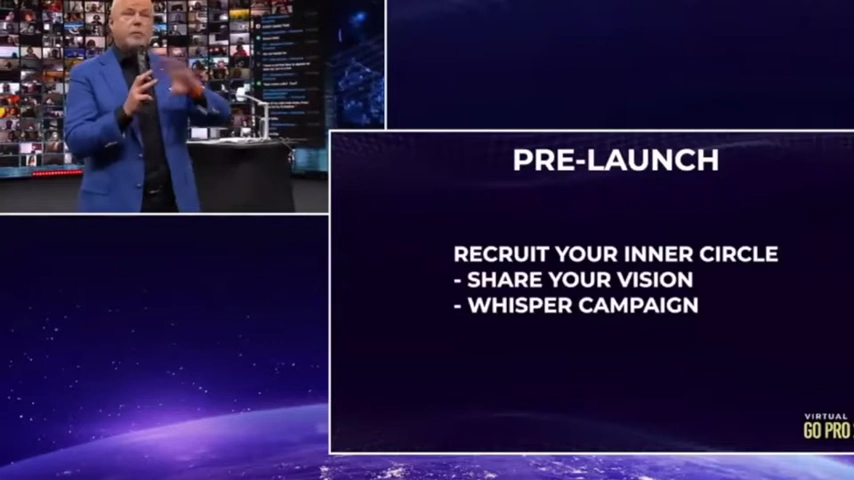 PRE-LAUNCH
RECRUIT YOUR INNER CIRCLE
- SHARE YOUR VISION
- WHISPER CAMPAIGN
VIRTUAL
GO PRO